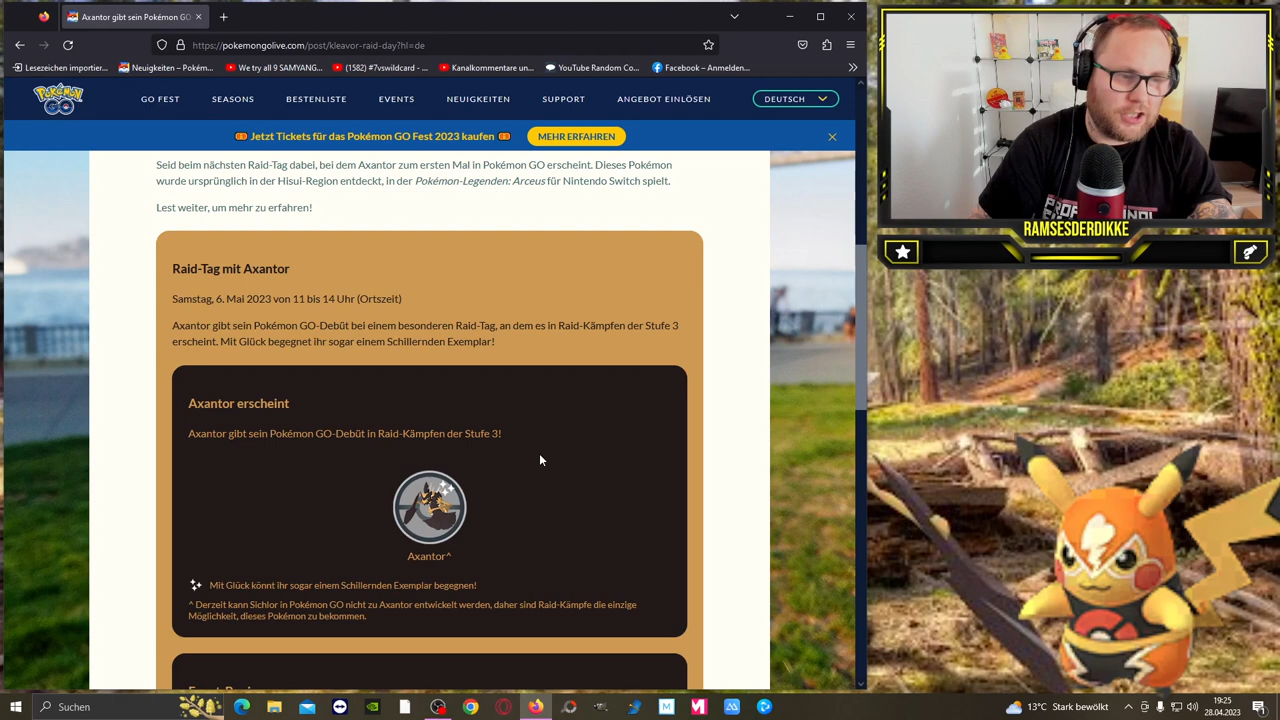 Axantor gibt sein Pokémon GO
https://pokemongolive.com/post/kleavor-raid-day?hl=de
Lesezeichen importier... Neuigkeiten – Pokém... We try all 9 SAMYANG... (1582) #7vswildcard - ... Kanalkommentare un... YouTube Random Co... Facebook – Anmelden...
POKÉMON GO
GO FEST SEASONS BESTENLISTE EVENTS NEUIGKEITEN SUPPORT ANGEBOT EINLÖSEN DEUTSCH
Jetzt Tickets für das Pokémon GO Fest 2023 kaufen MEHR ERFAHREN
Seid beim nächsten Raid-Tag dabei, bei dem Axantor zum ersten Mal in Pokémon GO erscheint. Dieses Pokémon
wurde ursprünglich in der Hisui-Region entdeckt, in der Pokémon-Legenden: Arceus für Nintendo Switch spielt.
Lest weiter, um mehr zu erfahren!
Raid-Tag mit Axantor
Samstag, 6. Mai 2023 von 11 bis 14 Uhr (Ortszeit)
Axantor gibt sein Pokémon GO-Debüt bei einem besonderen Raid-Tag, an dem es in Raid-Kämpfen der Stufe 3
erscheint. Mit Glück begegnet ihr sogar einem Schillernden Exemplar!
Axantor erscheint
Axantor gibt sein Pokémon GO-Debüt in Raid-Kämpfen der Stufe 3!
Axantor^
Mit Glück könnt ihr sogar einem Schillernden Exemplar begegnen!
^ Derzeit kann Sichlor in Pokémon GO nicht zu Axantor entwickelt werden, daher sind Raid-Kämpfe die einzige
Möglichkeit, dieses Pokémon zu bekommen.
RAMSESDERDIKKE
Suchen
13°C Stark bewölkt
19:25
28.04.2023